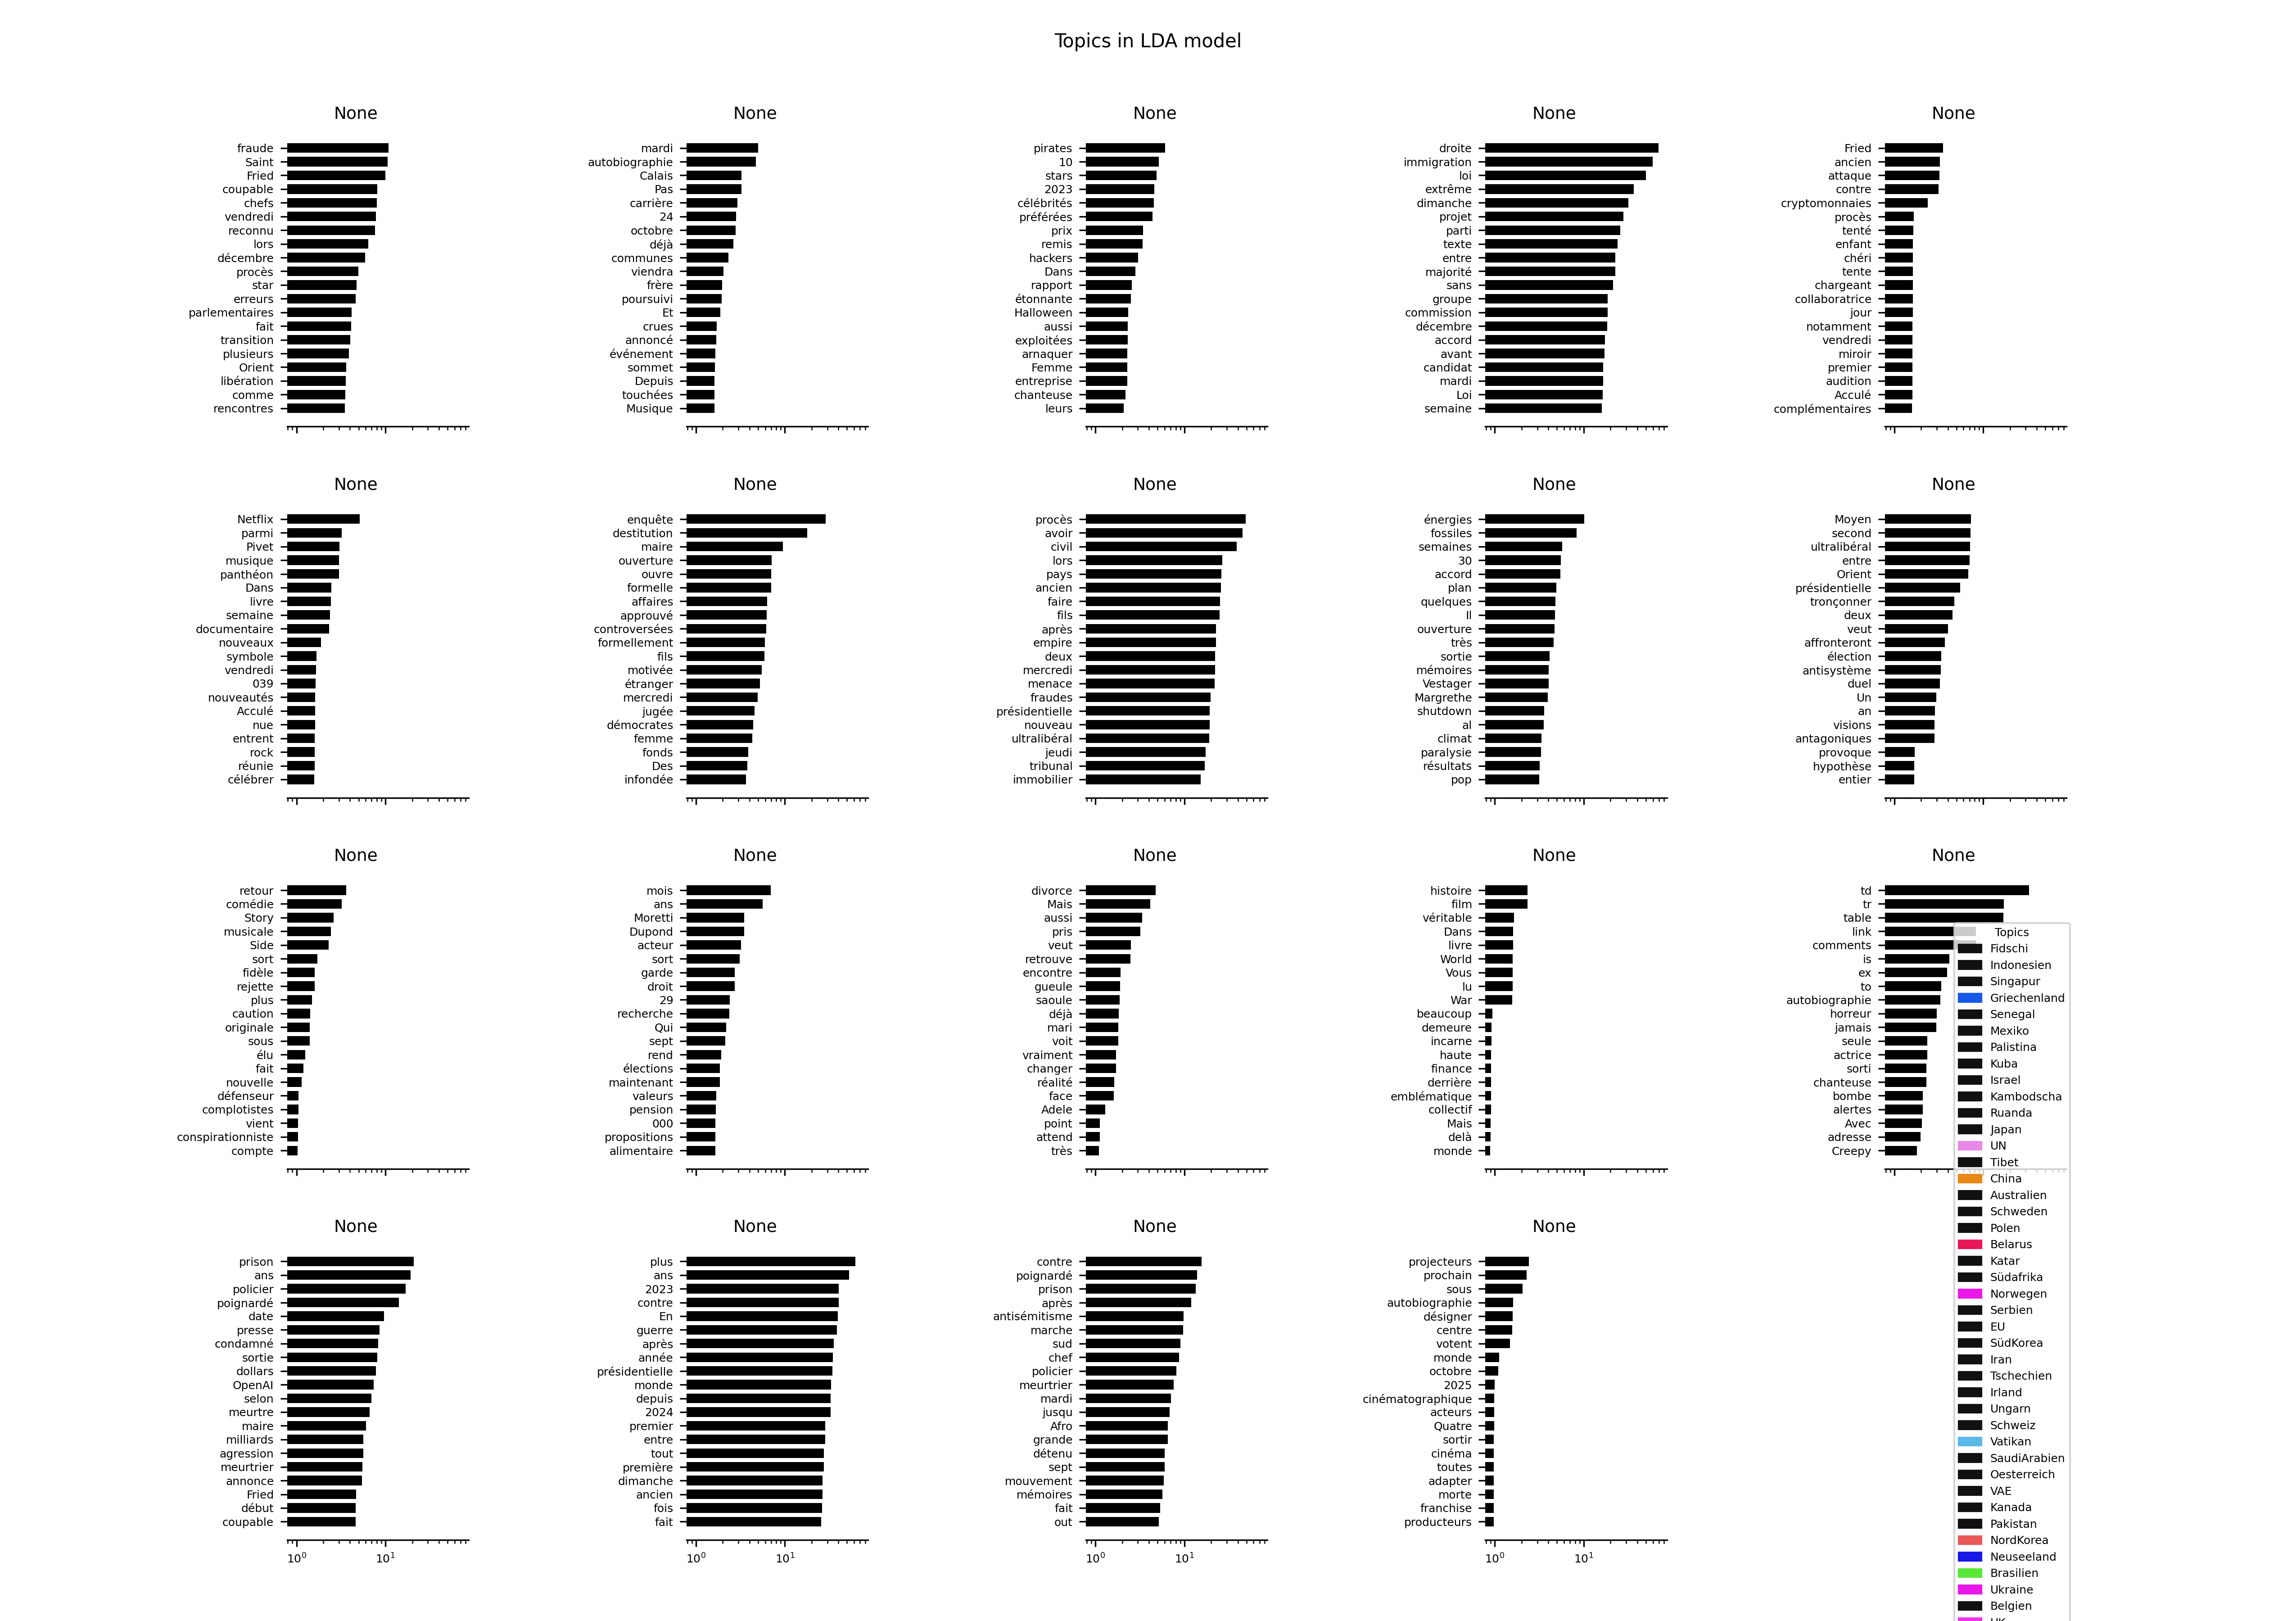 Topics in LDA model
None
fraude
Saint
Fried
coupable
chefs
vendredi
reconnu
lors
décembre
procès
star
erreurs
parlementaires
fait
transition
plusieurs
Orient
libération
comme
rencontres
None
mardi
autobiographie
Calais
Pas
carrière
24
octobre
déjà
communes
viendra
frère
poursuivi
Et
crues
annoncé
événement
sommet
Depuis
touchées
Musique
None
pirates
10
stars
2023
célébrités
préférées
prix
remis
hackers
Dans
rapport
étonnante
Halloween
aussi
exploitées
arnaquer
Femme
entreprise
chanteuse
leurs
None
droite
immigration
loi
extrême
dimanche
projet
parti
texte
entre
majorité
sans
groupe
commission
décembre
accord
avant
candidat
mardi
Loi
semaine
None
Fried
ancien
attaque
contre
cryptomonnaies
procès
tenté
enfant
chéri
tente
chargeant
collaboratrice
jour
notamment
vendredi
miroir
premier
audition
Acculé
complémentaires
None
Netflix
parmi
Pivet
musique
panthéon
Dans
livre
semaine
documentaire
nouveaux
symbole
vendredi
039
nouveautés
Acculé
nue
entrent
rock
réunie
célébrer
None
enquête
destitution
maire
ouverture
ouvre
formelle
affaires
approuvé
controversées
formellement
fils
motivée
étranger
mercredi
jugée
démocrates
femme
fonds
Des
infondée
None
procès
avoir
civil
lors
pays
ancien
faire
fils
après
empire
deux
mercredi
menace
fraudes
présidentielle
nouveau
ultralibéral
jeudi
tribunal
immobilier
None
énergies
fossiles
semaines
30
accord
plan
quelques
Il
ouverture
très
sortie
mémoires
Vestager
Margrethe
shutdown
al
climat
paralysie
résultats
pop
None
Moyen
second
ultralibéral
entre
Orient
présidentielle
tronçonner
deux
veut
affronteront
élection
antisystème
duel
Un
an
visions
antagoniques
provoque
hypothèse
entier
None
retour
comédie
Story
musicale
Side
sort
fidèle
rejette
plus
caution
originale
sous
élu
fait
nouvelle
défenseur
complotistes
vient
conspirationniste
compte
None
mois
ans
Moretti
Dupond
acteur
sort
garde
droit
29
recherche
Qui
sept
rend
élections
maintenant
valeurs
pension
000
propositions
alimentaire
None
divorce
Mais
aussi
pris
veut
retrouve
encontre
gueule
saoule
déjà
mari
voit
vraiment
changer
réalité
face
Adele
point
attend
très
None
histoire
film
véritable
Dans
livre
World
Vous
lu
War
beaucoup
demeure
incarne
haute
finance
derrière
emblématique
collectif
Mais
delà
monde
None
td
tr
table
link
comments
is
ex
to
autobiographie
horreur
jamais
seule
actrice
sorti
chanteuse
bombe
alertes
Avec
adresse
Creepy
Topics
Fidschi
Indonesien
Singapur
Griechenland
Senegal
Mexiko
Palistina
Kuba
Israel
Kambodscha
Ruanda
Japan
UN
Tibet
China
Australien
Schweden
Polen
Belarus
Katar
Südafrika
Norwegen
Serbien
EU
SüdKorea
Iran
Tschechien
Irland
Ungarn
Schweiz
Vatikan
SaudiArabien
Oesterreich
VAE
Kanada
Pakistan
NordKorea
Neuseeland
Brasilien
Ukraine
Belgien
None
prison
ans
policier
poignardé
date
presse
condamné
sortie
dollars
OpenAI
selon
meurtre
maire
milliards
agression
meurtrier
annonce
Fried
début
coupable
10⁰ 10¹
None
plus
ans
2023
contre
En
guerre
après
année
présidentielle
monde
depuis
2024
premier
entre
tout
première
dimanche
ancien
fois
fait
10⁰ 10¹
None
contre
poignardé
prison
après
antisémitisme
marche
sud
chef
policier
meurtrier
mardi
jusqu
Afro
grande
détenu
sept
mouvement
mémoires
fait
out
10⁰ 10¹
None
projecteurs
prochain
sous
autobiographie
désigner
centre
votent
monde
octobre
2025
cinématographique
acteurs
Quatre
sortir
cinéma
toutes
adapter
morte
franchise
producteurs
10⁰ 10¹